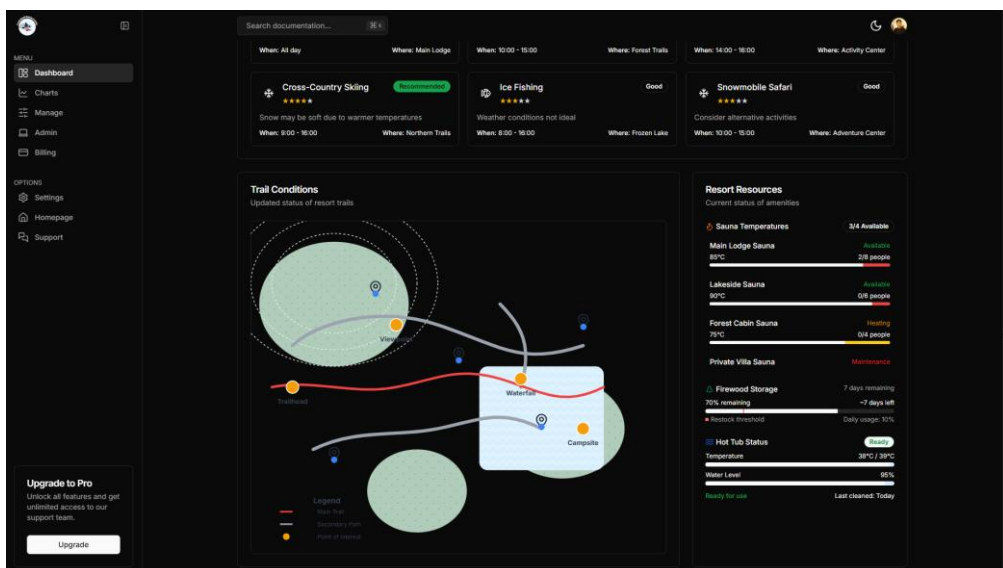 Search documentation...
MENU
Dashboard
Charts
Manage
Admin
Billing
OPTIONS
Settings
Homepage
Support
Upgrade to Pro
Unlock all features and get
unlimited access to our
support team.
Upgrade
When: All day Where: Main Lodge
When: 10:00 - 15:00 Where: Forest Trails
When: 14:00 - 16:00 Where: Activity Center
Cross-Country Skiing Recommended
Snow may be soft due to warmer temperatures
When: 9:00 - 16:00 Where: Northern Trails
Ice Fishing Good
Weather conditions not ideal
When: 8:00 - 16:00 Where: Frozen Lake
Snowmobile Safari Good
Consider alternative activities
When: 10:00 - 15:00 Where: Adventure Center
Trail Conditions
Updated status of resort trails
Viewpoint
Trailhead
Waterfall
Campsite
Legend
Main Trail
Secondary Path
Point of Interest
Resort Resources
Current status of amenities
Sauna Temperatures 3/4 Available
Main Lodge Sauna Available
85°C 2/8 people
Lakeside Sauna Available
90°C 0/6 people
Forest Cabin Sauna Heating
75°C 0/4 people
Private Villa Sauna Maintenance
Firewood Storage 7 days remaining
70% remaining ~7 days left
Restock threshold Daily usage: 10%
Hot Tub Status Ready
Temperature 38°C / 39°C
Water Level 95%
Ready for use Last cleaned: Today